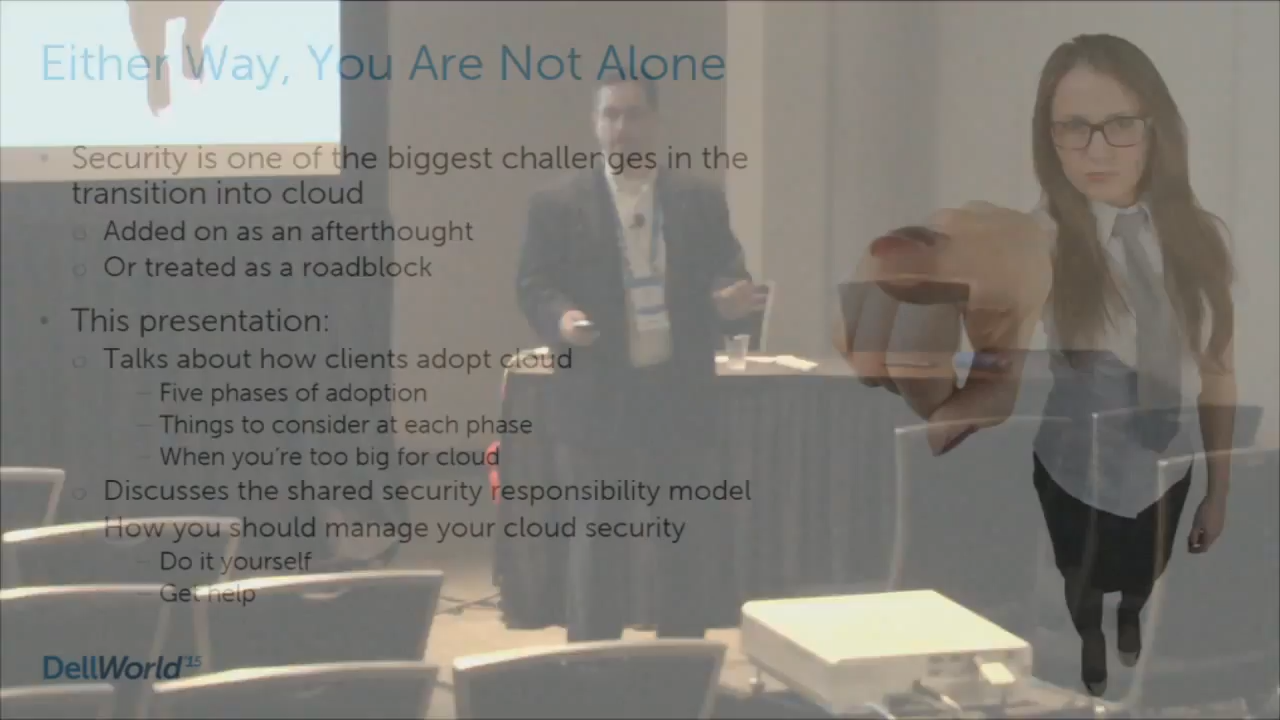 Either Way, You Are Not Alone
Security is one of the biggest challenges in the
transition into cloud
Added on as an afterthought
Or treated as a roadblock
This presentation:
Talks about how clients adopt cloud
Five phases of adoption
Things to consider at each phase
When you're too big for cloud
Discusses the shared security responsibility model
How you should manage your cloud security
Do it yourself
Get help
DellWorld'15